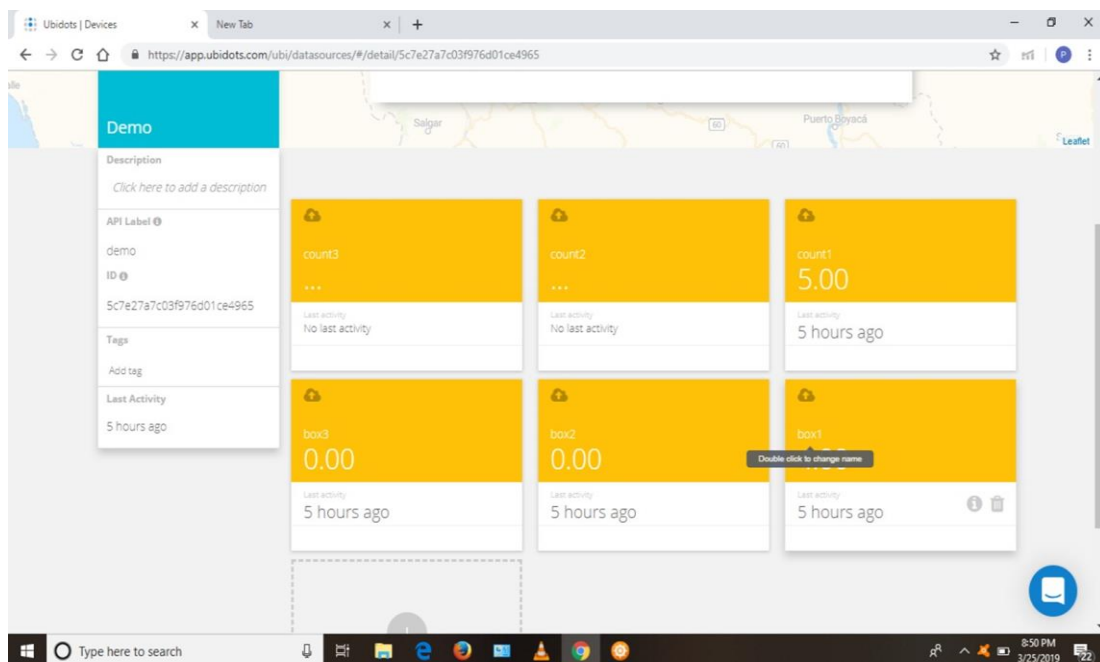 Ubidots | Devices
New Tab
https://app.ubidots.com/ubi/datasources/#/detail/5c7e27a7c03f976d01ce4965
P
Salgar
60
Puerto Boyacá
60
Leaflet
Demo
Description
Click here to add a description
API Label
demo
ID
5c7e27a7c03f976d01ce4965
Tags
Add tag
Last Activity
5 hours ago
count3
...
Last activity
No last activity
count2
...
Last activity
No last activity
count1
5.00
Last activity
5 hours ago
box3
0.00
Last activity
5 hours ago
box2
0.00
Last activity
5 hours ago
box1
Double click to change name
Last activity
5 hours ago
Type here to search
8:50 PM
3/25/2019
22